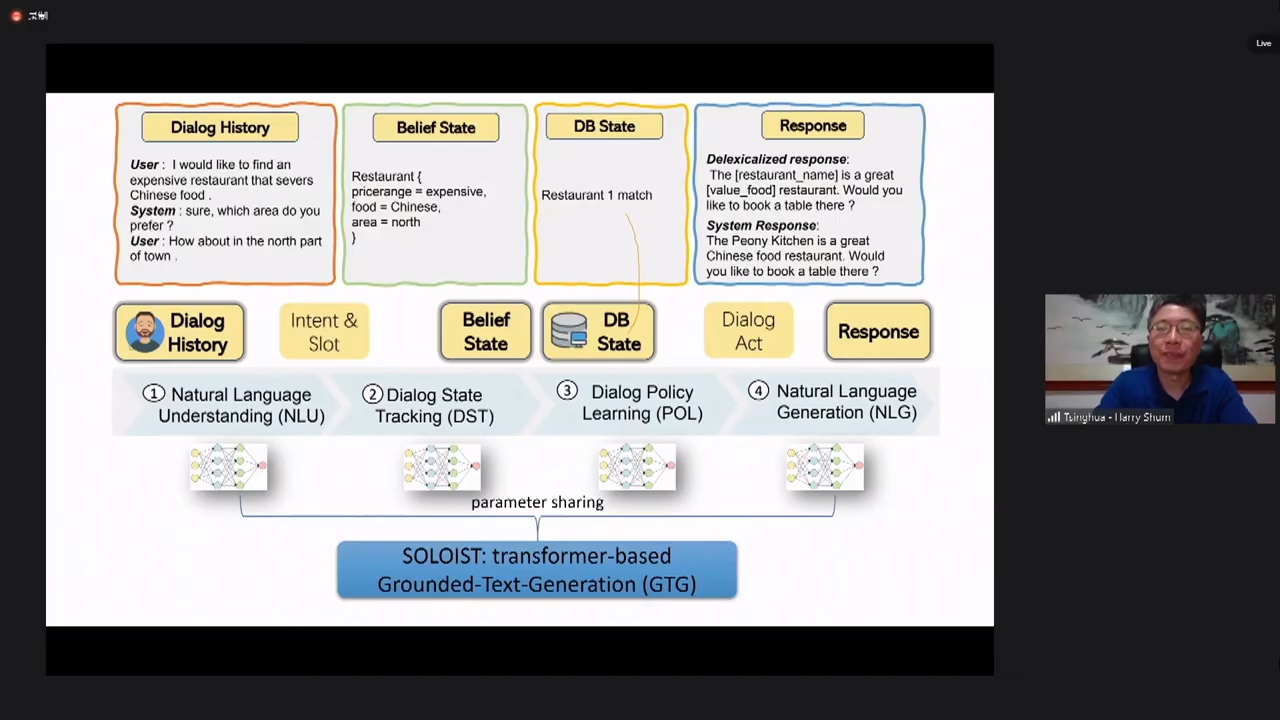 Live
Dialog History
User : I would like to find an
expensive restaurant that severs
Chinese food .
System : sure, which area do you
prefer ?
User : How about in the north part
of town .
Belief State
Restaurant {
pricerange = expensive,
food = Chinese,
area = north
}
DB State
Restaurant 1 match
Response
Delexicalized response:
The [restaurant_name] is a great
[value_food] restaurant. Would you
like to book a table there ?
System Response:
The Peony Kitchen is a great
Chinese food restaurant. Would
you like to book a table there ?
Dialog
History
Intent &
Slot
Belief
State
DB
State
Dialog
Act
Response
1 Natural Language
Understanding (NLU)
2 Dialog State
Tracking (DST)
3 Dialog Policy
Learning (POL)
4 Natural Language
Generation (NLG)
parameter sharing
SOLOIST: transformer-based
Grounded-Text-Generation (GTG)
Tsinghua - Harry Shum